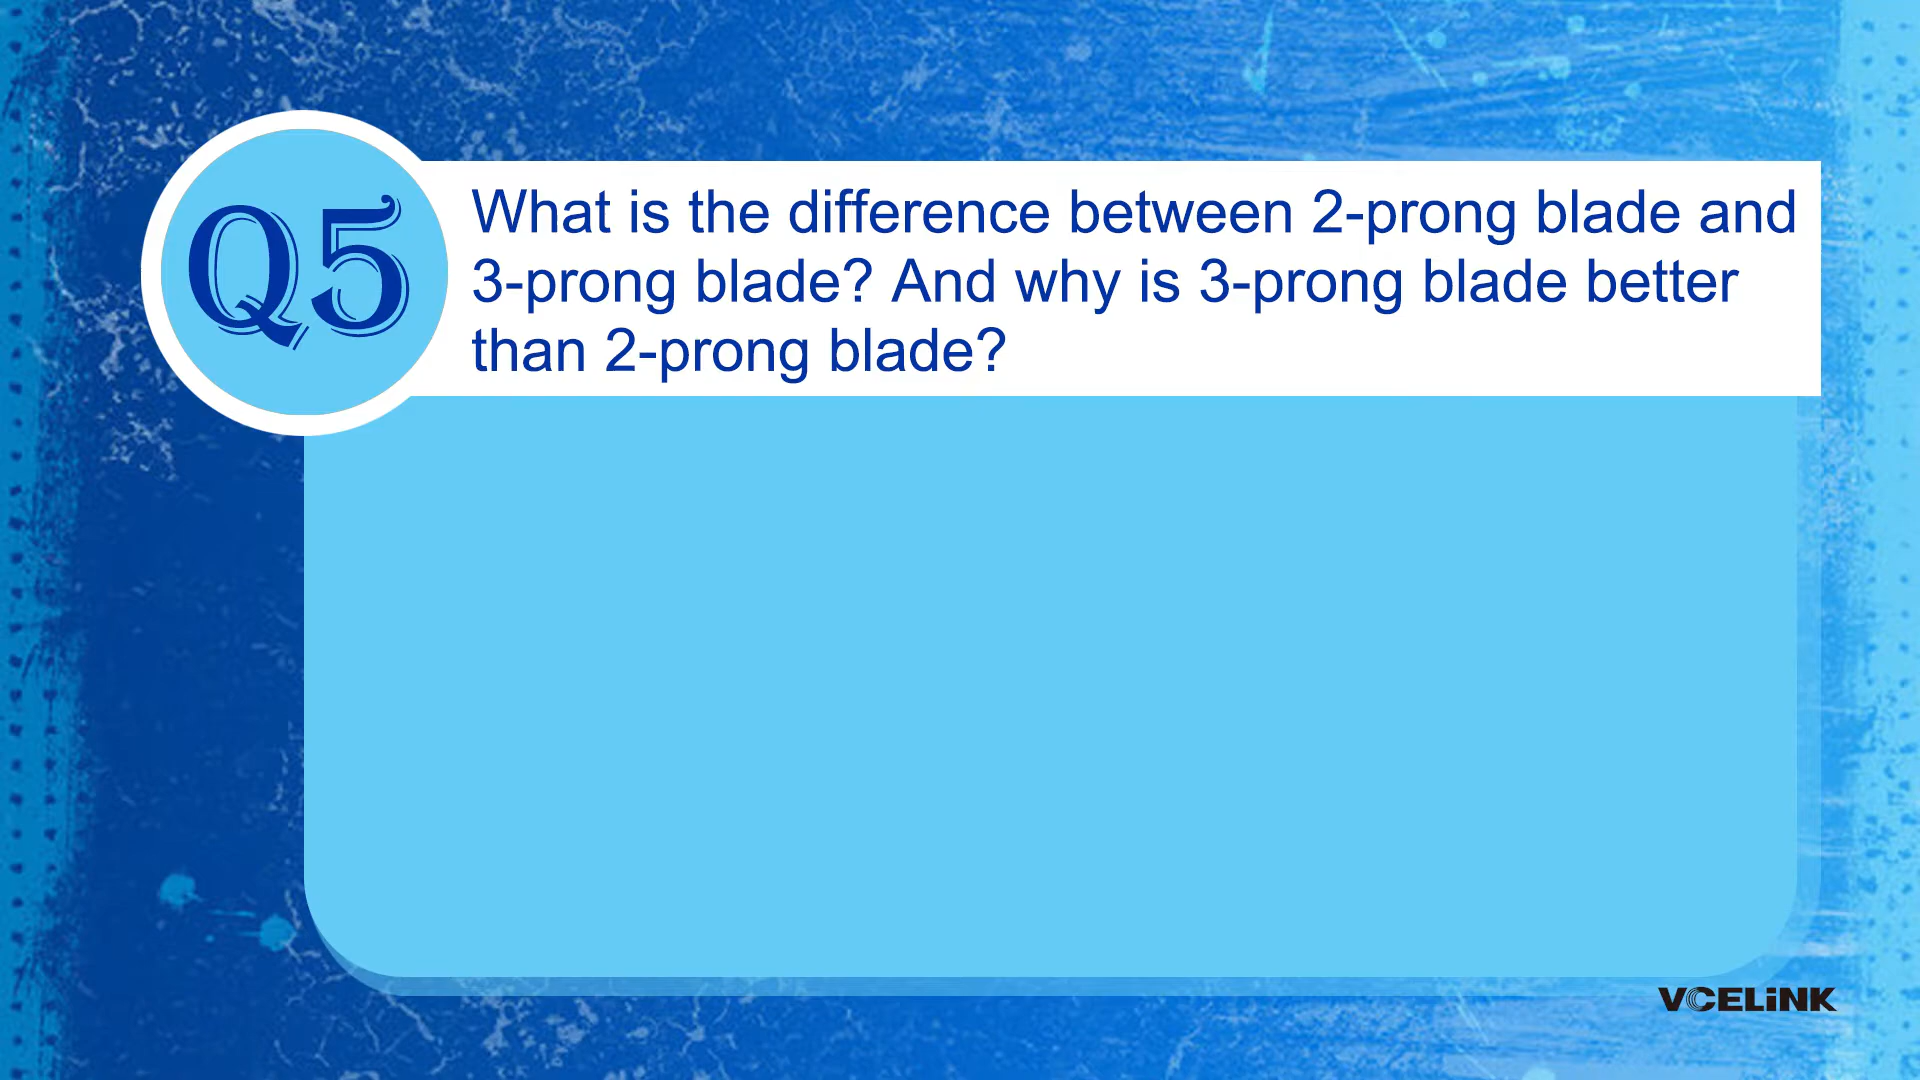 Q5
What is the difference between 2-prong blade and
3-prong blade? And why is 3-prong blade better
than 2-prong blade?
VCELiNK